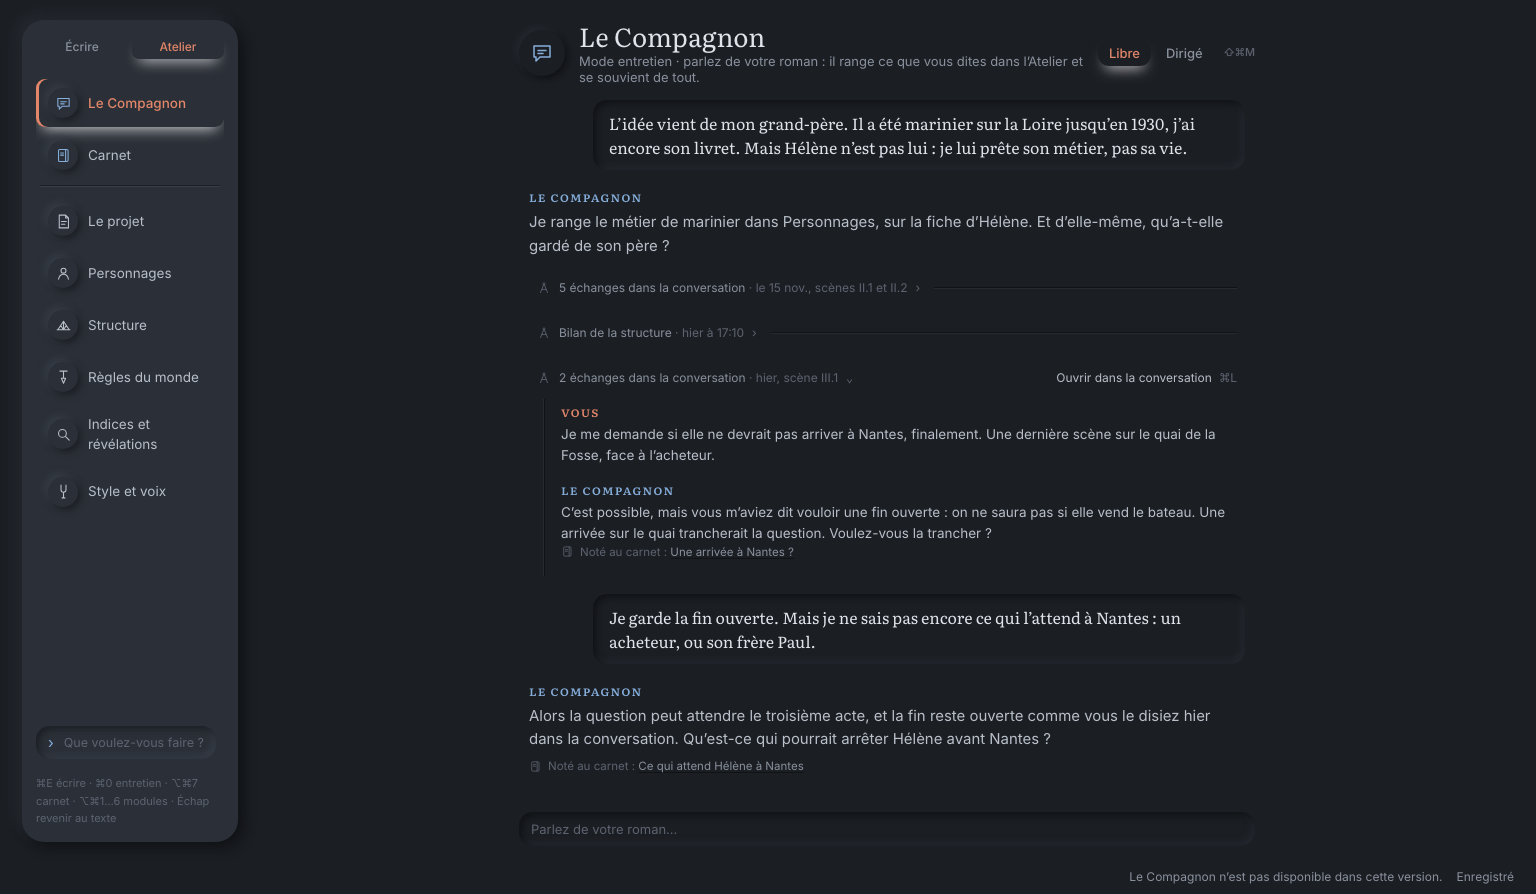 Écrire
Atelier
Le Compagnon
Carnet
Le projet
Personnages
Structure
Règles du monde
Indices et
révélations
Style et voix
Que voulez-vous faire ?
⌘E écrire · ⌘0 entretien · ⌥⌘7
carnet · ⌥⌘1…6 modules · Échap
revenir au texte
Le Compagnon
Mode entretien · parlez de votre roman : il range ce que vous dites dans l’Atelier et
se souvient de tout.
Libre
Dirigé
⇧⌘M
L’idée vient de mon grand-père. Il a été marinier sur la Loire jusqu’en 1930, j’ai
encore son livret. Mais Hélène n’est pas lui : je lui prête son métier, pas sa vie.
LE COMPAGNON
Je range le métier de marinier dans Personnages, sur la fiche d’Hélène. Et d’elle-même, qu’a-t-elle
gardé de son père ?
5 échanges dans la conversation · le 15 nov., scènes II.1 et II.2 ›
Bilan de la structure · hier à 17:10 ›
2 échanges dans la conversation · hier, scène III.1
Ouvrir dans la conversation ⌘L
VOUS
Je me demande si elle ne devrait pas arriver à Nantes, finalement. Une dernière scène sur le quai de la
Fosse, face à l’acheteur.
LE COMPAGNON
C’est possible, mais vous m’aviez dit vouloir une fin ouverte : on ne saura pas si elle vend le bateau. Une
arrivée sur le quai trancherait la question. Voulez-vous la trancher ?
Noté au carnet : Une arrivée à Nantes ?
Je garde la fin ouverte. Mais je ne sais pas encore ce qui l’attend à Nantes : un
acheteur, ou son frère Paul.
LE COMPAGNON
Alors la question peut attendre le troisième acte, et la fin reste ouverte comme vous le disiez hier
dans la conversation. Qu’est-ce qui pourrait arrêter Hélène avant Nantes ?
Noté au carnet : Ce qui attend Hélène à Nantes
Parlez de votre roman…
Le Compagnon n’est pas disponible dans cette version.
Enregistré